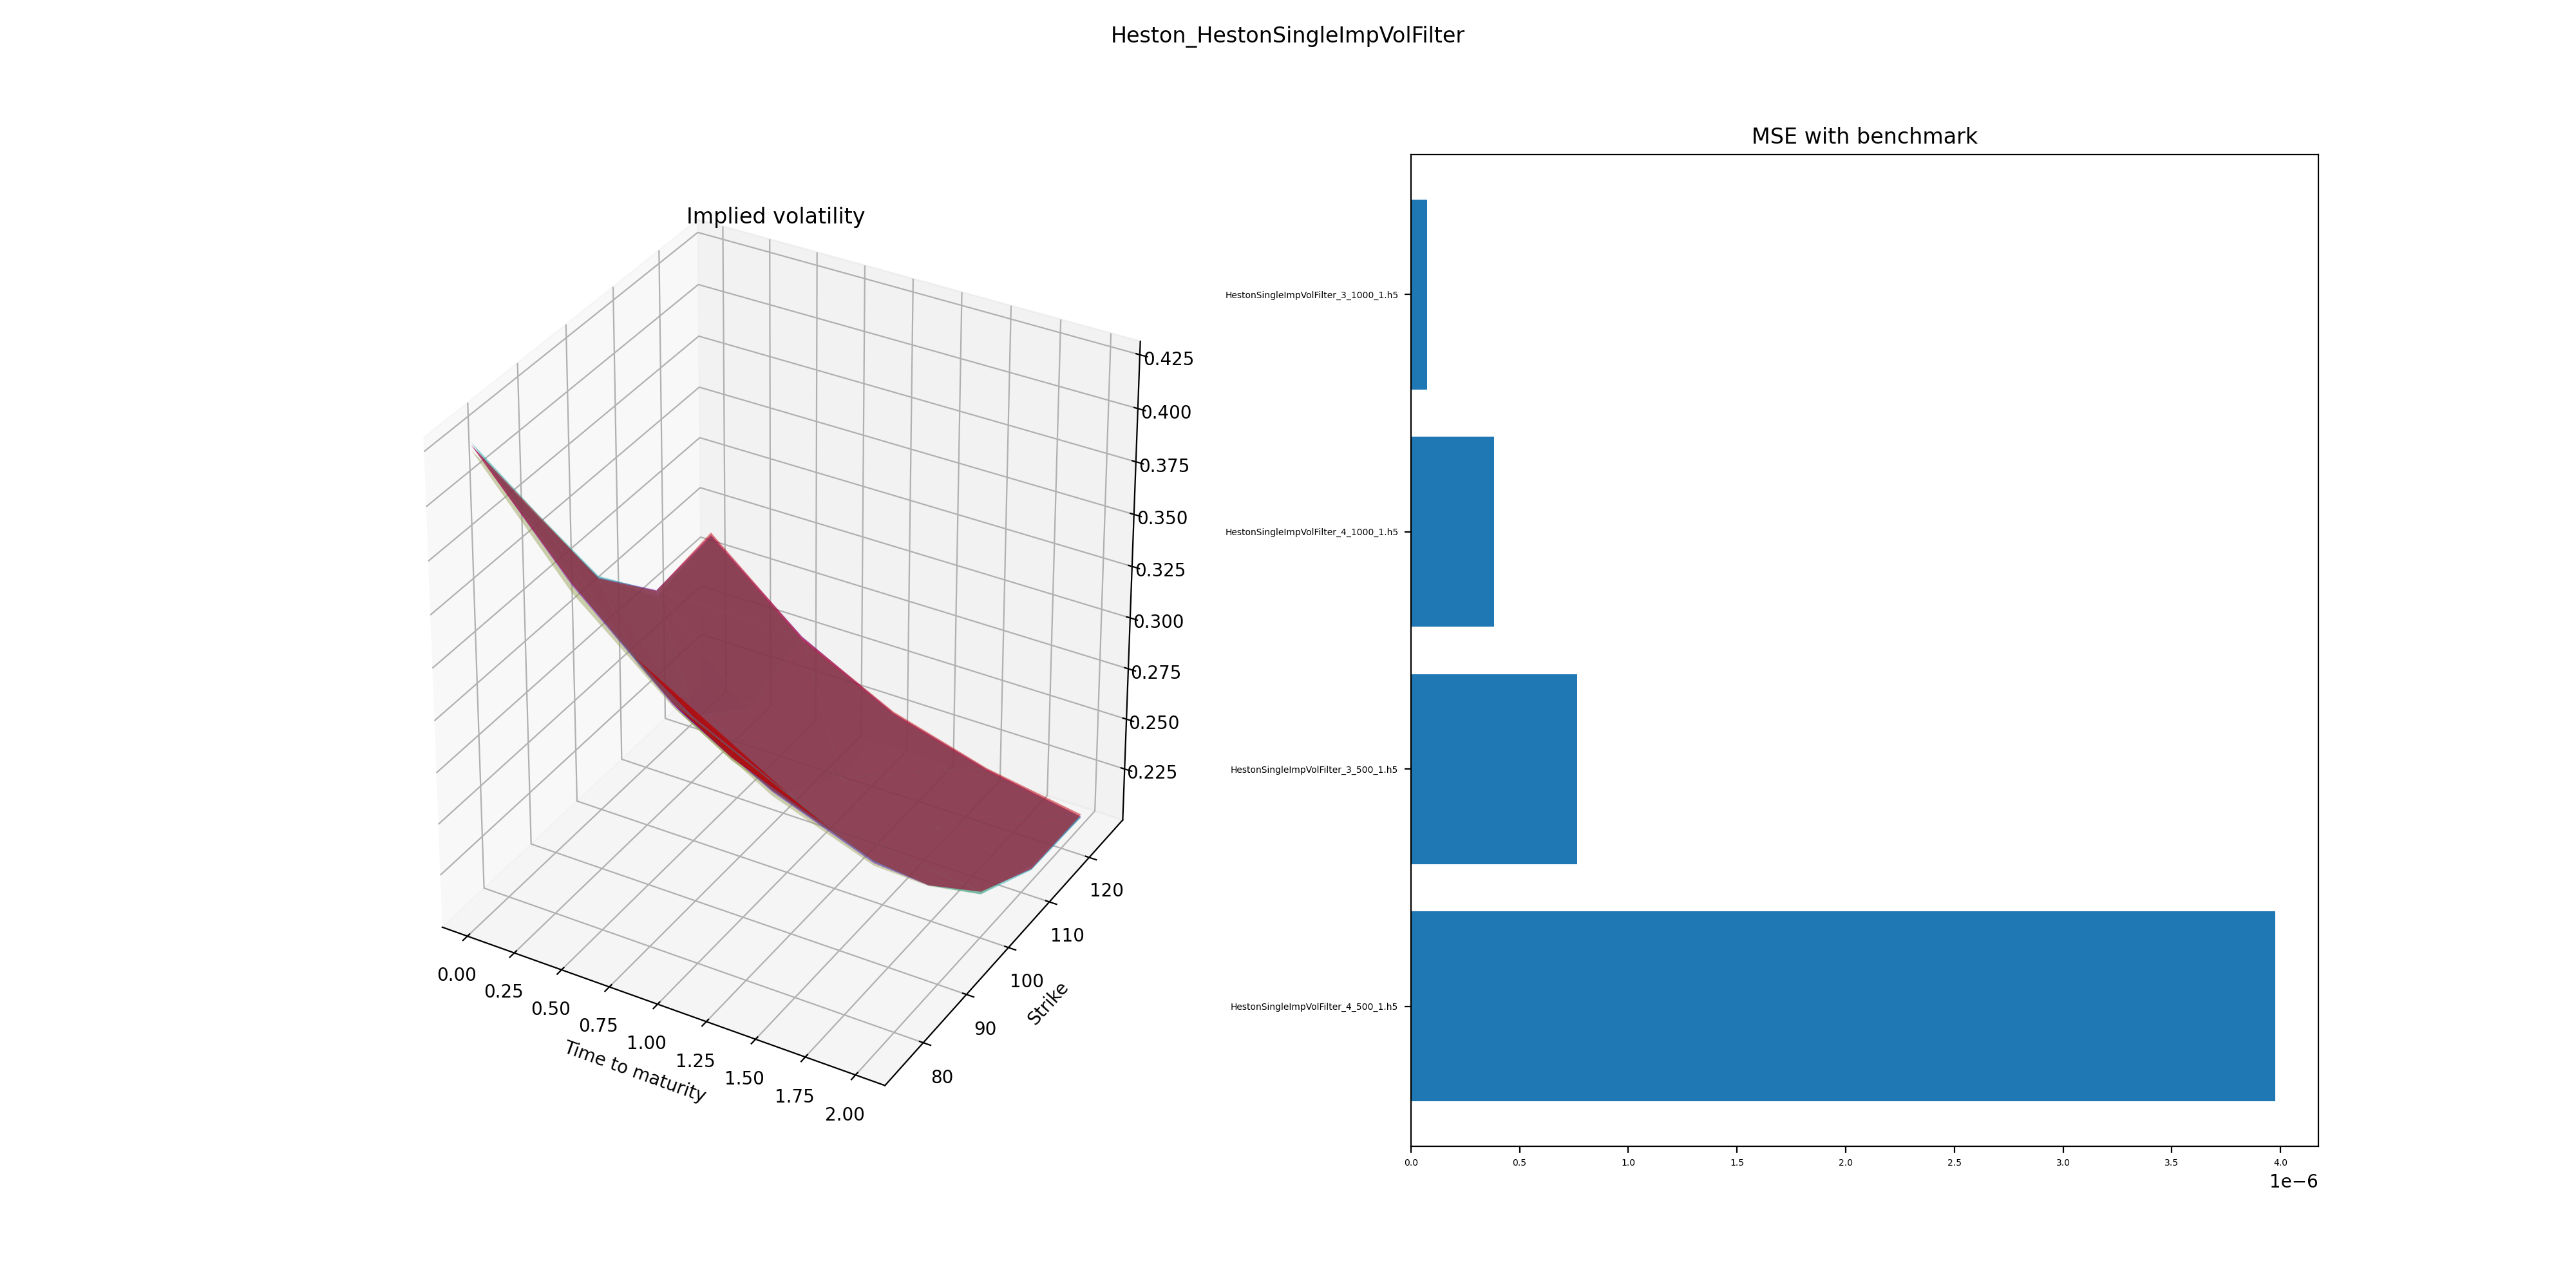 Heston_HestonSingleImpVolFilter
Implied volatility
0.425
0.400
0.375
0.350
0.325
0.300
0.275
0.250
0.225
120
110
100
90
80
Strike
0.00
0.25
0.50
0.75
1.00
1.25
1.50
1.75
2.00
Time to maturity
MSE with benchmark
HestonSingleImpVolFilter_3_1000_1.h5
HestonSingleImpVolFilter_4_1000_1.h5
HestonSingleImpVolFilter_3_500_1.h5
HestonSingleImpVolFilter_4_500_1.h5
0.0 0.5 1.0 1.5 2.0 2.5 3.0 3.5 4.0
1e−6